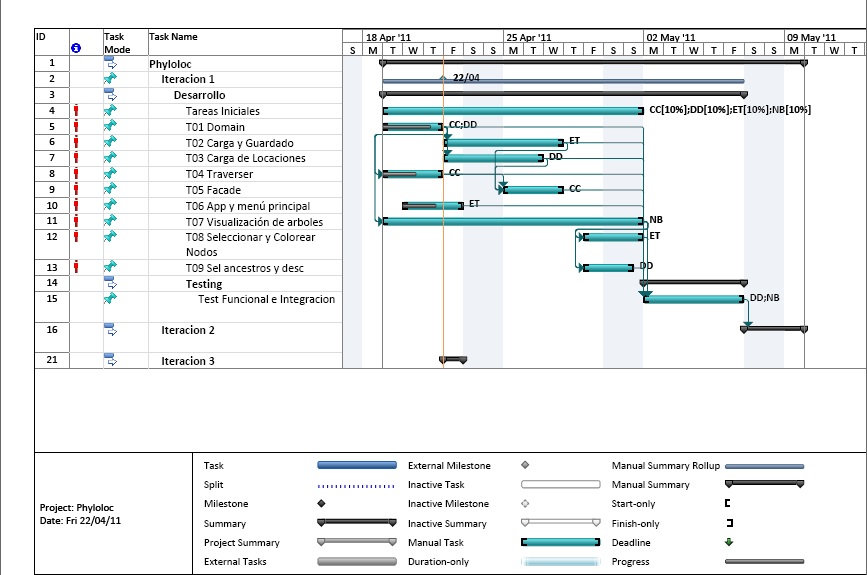 ID Task Mode Task Name 18 Apr '11 25 Apr '11 02 May '11 09 May '11
S M T W T F S S M T W T F S S M T W T F S S M T W
1 Phyloloc
2 Iteracion 1 22/04
3 Desarrollo
4 Tareas Iniciales CC[10%];DD[10%];ET[10%];NB[10%]
5 T01 Domain CC;DD
6 T02 Carga y Guardado ET
7 T03 Carga de Locaciones DD
8 T04 Traverser CC
9 T05 Facade CC
10 T06 App y menú principal ET
11 T07 Visualización de arboles NB
12 T08 Seleccionar y Colorear ET
Nodos
13 T09 Sel ancestros y desc DD
14 Testing
15 Test Funcional e Integracion DD;NB
16 Iteracion 2
21 Iteracion 3
Project: Phyloloc
Date: Fri 22/04/11
Task External Milestone Manual Summary Rollup
Split Inactive Task Manual Summary
Milestone Inactive Milestone Start-only
Summary Inactive Summary Finish-only
Project Summary Manual Task Deadline
External Tasks Duration-only Progress